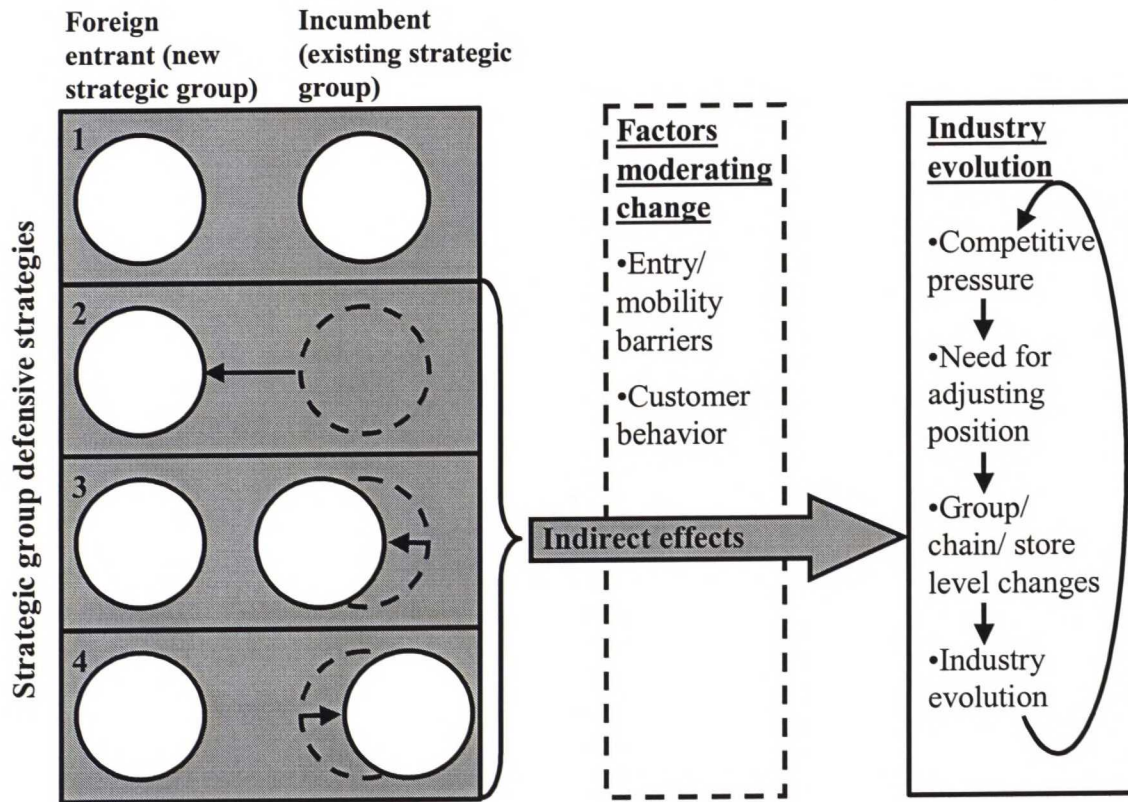 Foreign
entrant (new
strategic group)
Incumbent
(existing strategic
group)
Strategic group defensive strategies
1
2
3
4
Indirect effects
Factors
moderating
change
•Entry/
mobility
barriers
•Customer
behavior
Industry
evolution
•Competitive
pressure
•Need for
adjusting
position
•Group/
chain/ store
level changes
•Industry
evolution